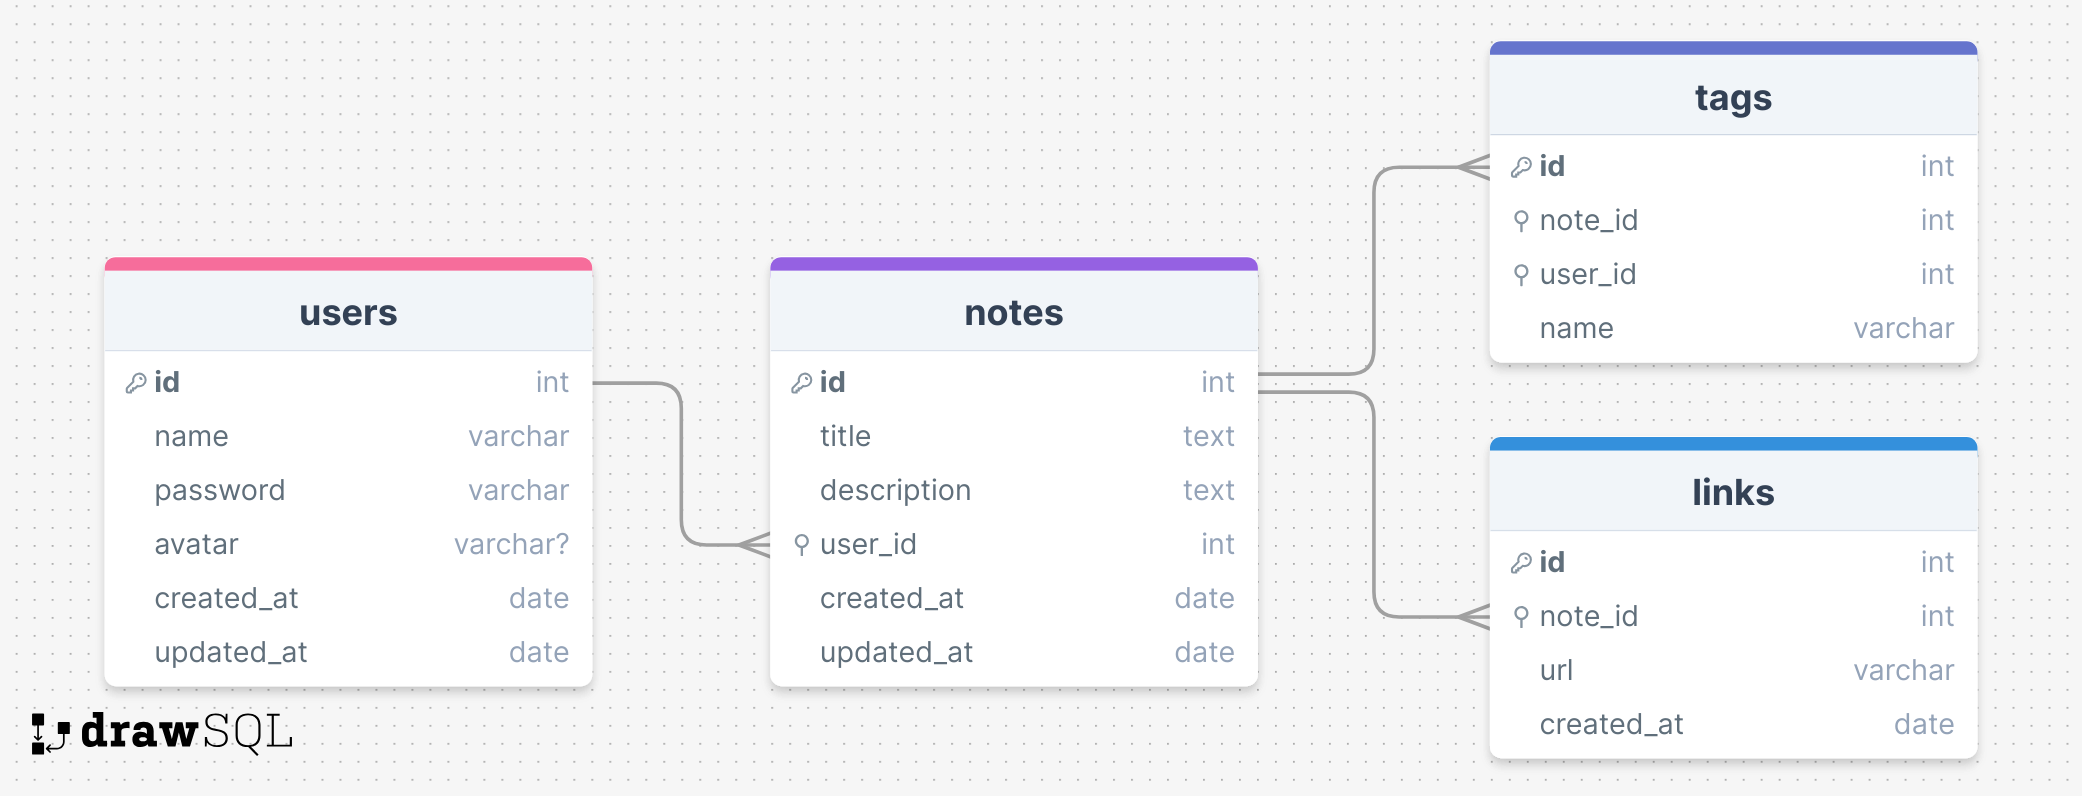 users
id int
name varchar
password varchar
avatar varchar?
created_at date
updated_at date
notes
id int
title text
description text
user_id int
created_at date
updated_at date
tags
id int
note_id int
user_id int
name varchar
links
id int
note_id int
url varchar
created_at date
drawSQL